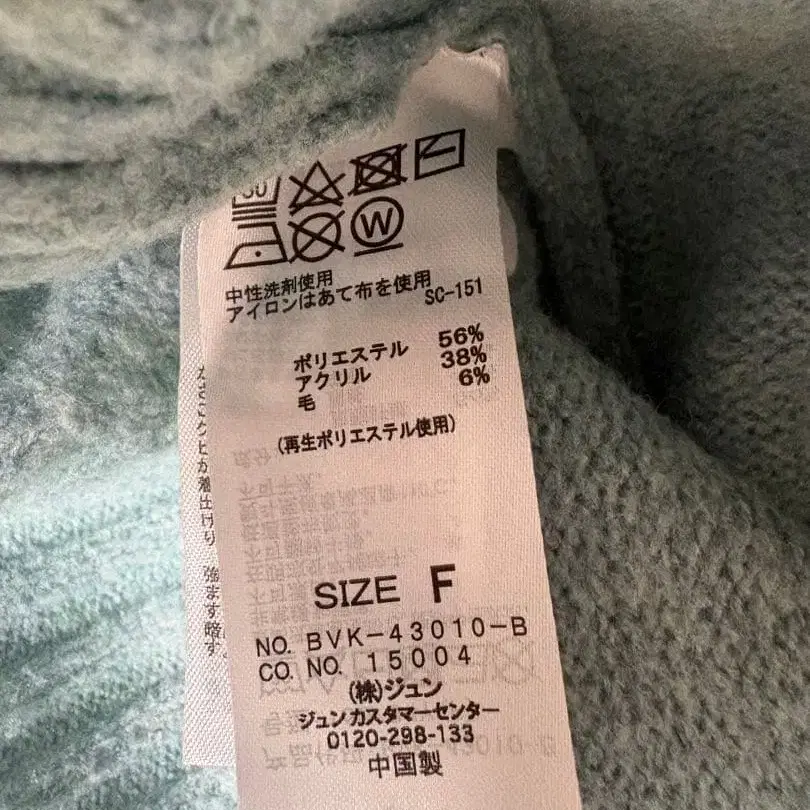 30
W
中性洗剤使用
アイロンはあて布を使用
SC-151
ポリエステル 56%
アクリル 38%
毛 6%
(再生ポリエステル使用)
SIZE F
NO. BVK-43010-B
CO. NO. 15004
(株)ジュン
ジュンカスタマーセンター
0120-298-133
中国製